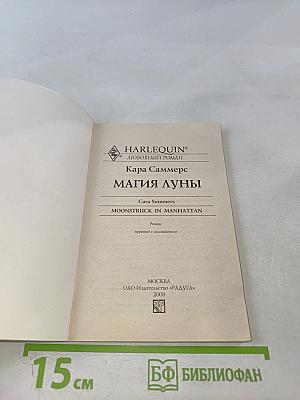 HARLEQUIN®
ЛЮБОВНЫЙ РОМАН
Кара Саммерс
МАГИЯ ЛУНЫ
Cara Summers
MOONSTRUCK IN MANHATTAN
Роман
перевод с английского
МОСКВА
ОАО Издательство «РАДУГА»
2008
15 см
БФ БИБЛИОФАН